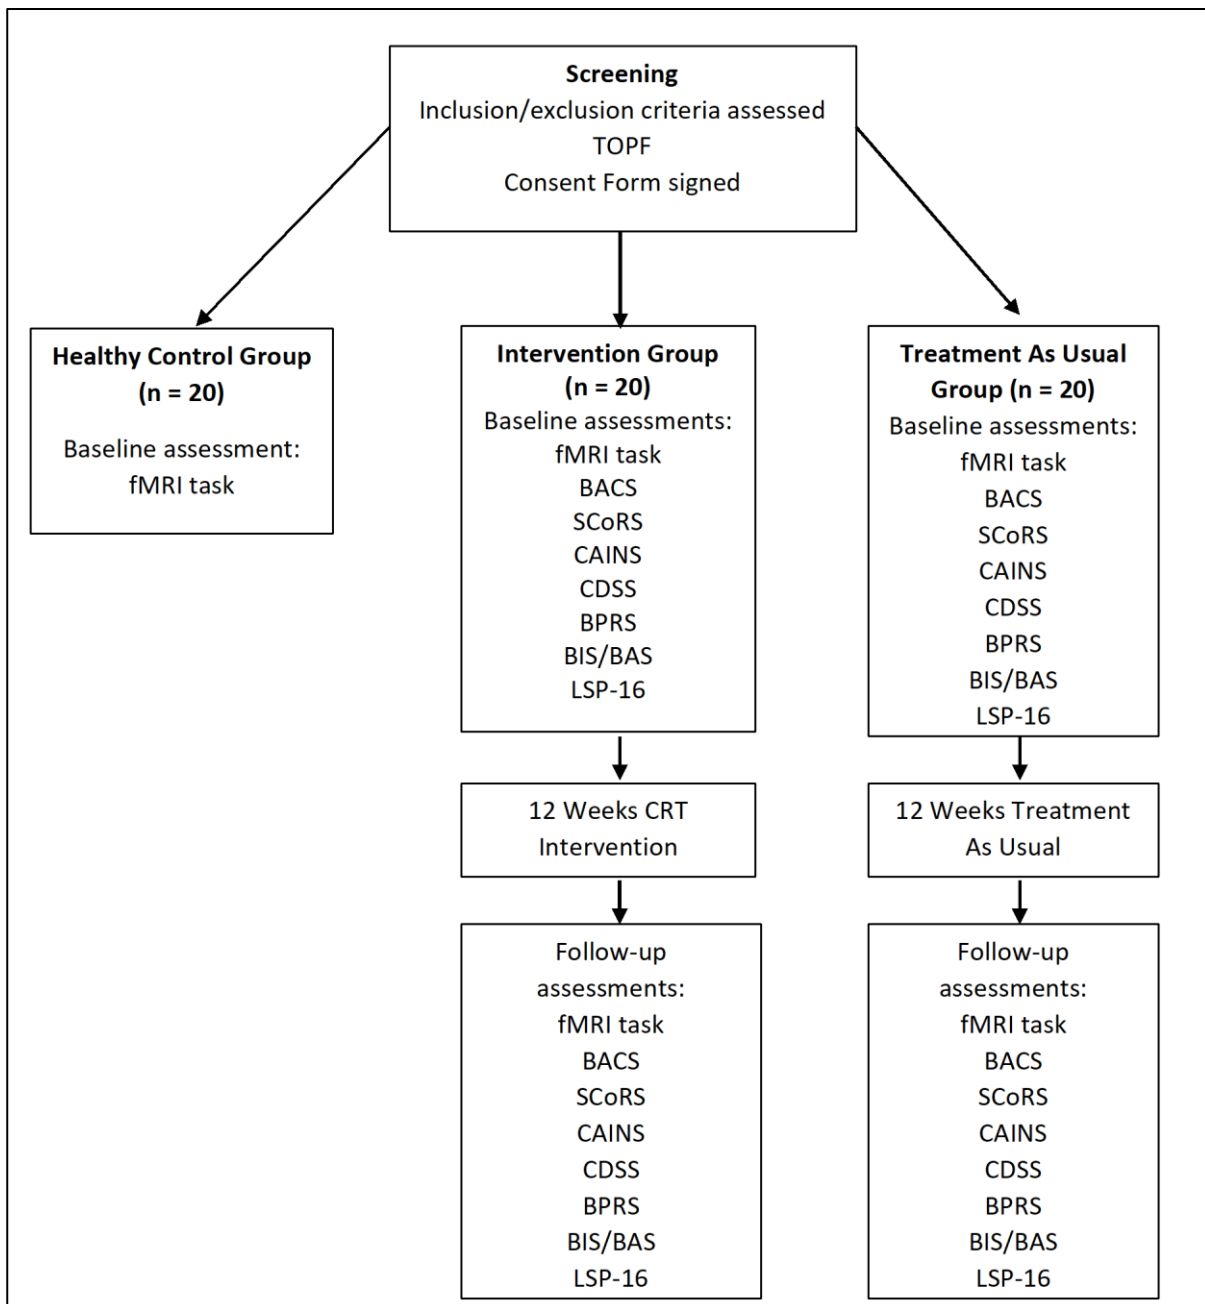 Screening
Inclusion/exclusion criteria assessed
TOPF
Consent Form signed
Healthy Control Group
(n = 20)
Baseline assessment:
fMRI task
Intervention Group
(n = 20)
Baseline assessments:
fMRI task
BACS
SCoRS
CAINS
CDSS
BPRS
BIS/BAS
LSP-16
Treatment As Usual
Group (n = 20)
Baseline assessments:
fMRI task
BACS
SCoRS
CAINS
CDSS
BPRS
BIS/BAS
LSP-16
12 Weeks CRT
Intervention
12 Weeks Treatment
As Usual
Follow-up
assessments:
fMRI task
BACS
SCoRS
CAINS
CDSS
BPRS
BIS/BAS
LSP-16
Follow-up
assessments:
fMRI task
BACS
SCoRS
CAINS
CDSS
BPRS
BIS/BAS
LSP-16